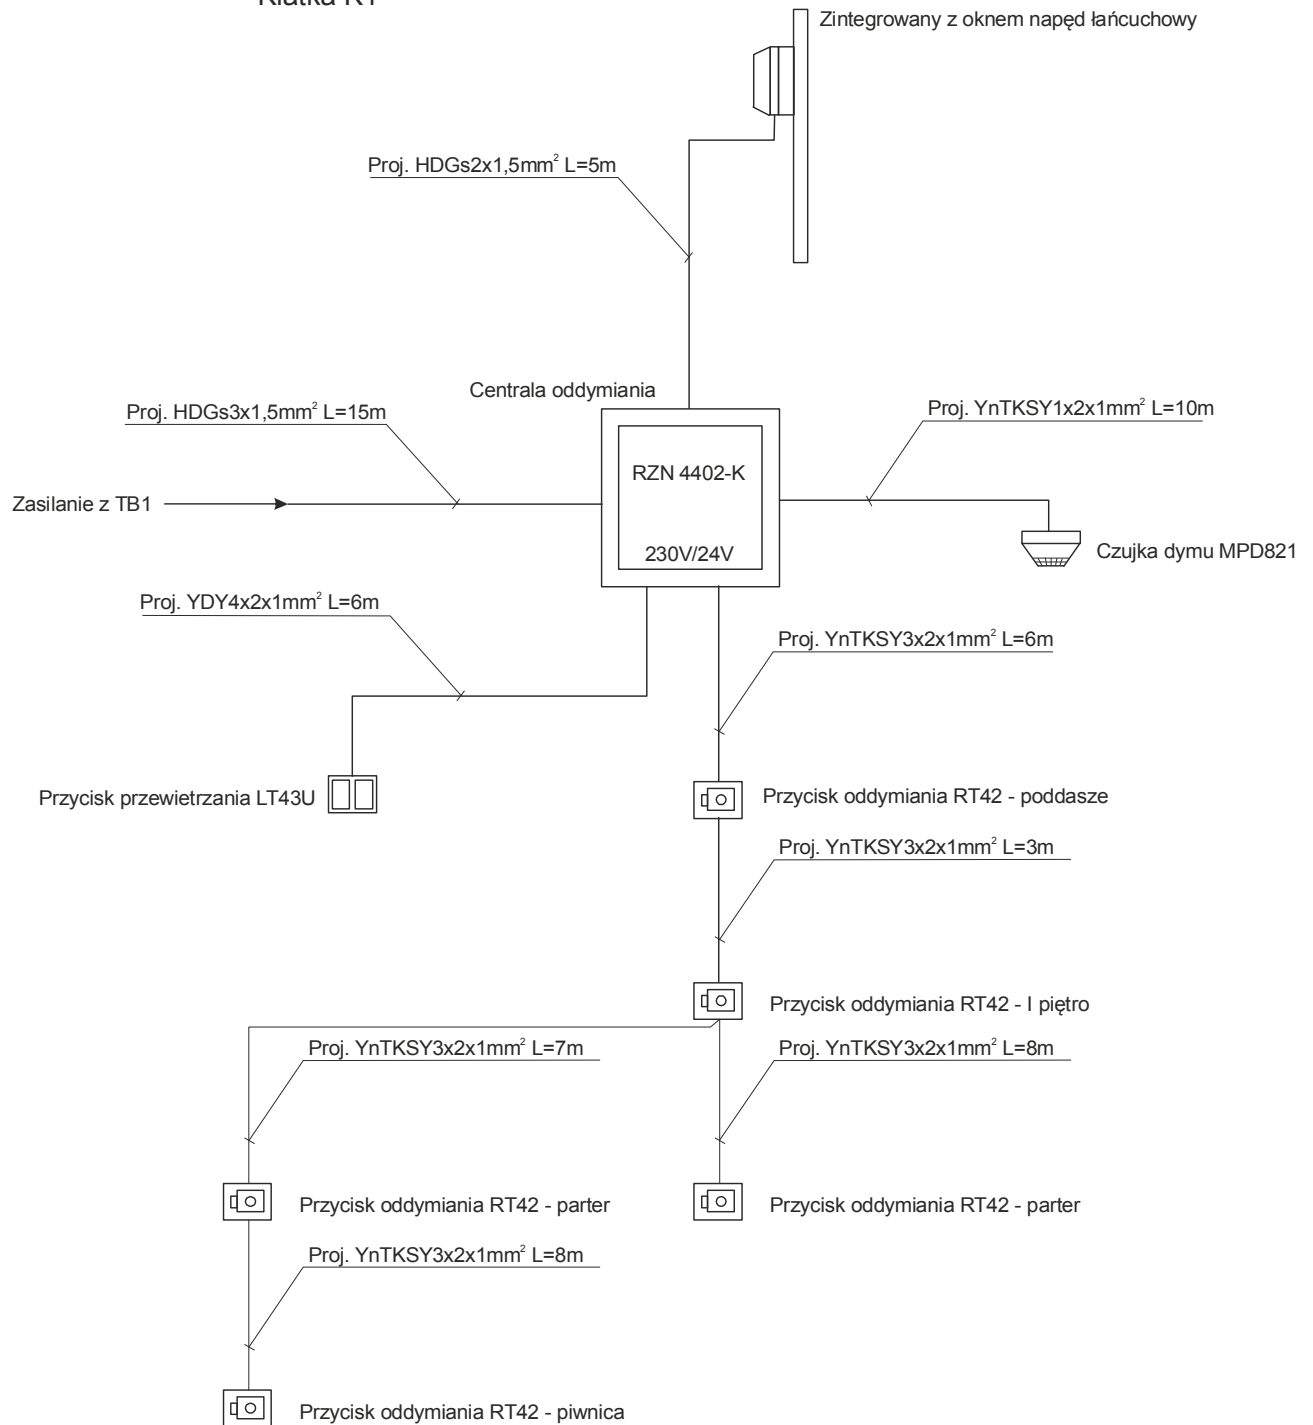 Klatka K1
Zintegrowany z oknem napęd łańcuchowy
Proj. HDGs2x1,5mm² L=5m
Centrala oddymiania
Proj. HDGs3x1,5mm² L=15m
Proj. YnTKSY1x2x1mm² L=10m
RZN 4402-K
Zasilanie z TB1
230V/24V
Czujka dymu MPD821
Proj. YDY4x2x1mm² L=6m
Proj. YnTKSY3x2x1mm² L=6m
Przycisk przewietrzania LT43U
Przycisk oddymiania RT42 - poddasze
Proj. YnTKSY3x2x1mm² L=3m
Przycisk oddymiania RT42 - I piętro
Proj. YnTKSY3x2x1mm² L=7m
Proj. YnTKSY3x2x1mm² L=8m
Przycisk oddymiania RT42 - parter
Przycisk oddymiania RT42 - parter
Proj. YnTKSY3x2x1mm² L=8m
Przycisk oddymiania RT42 - piwnica